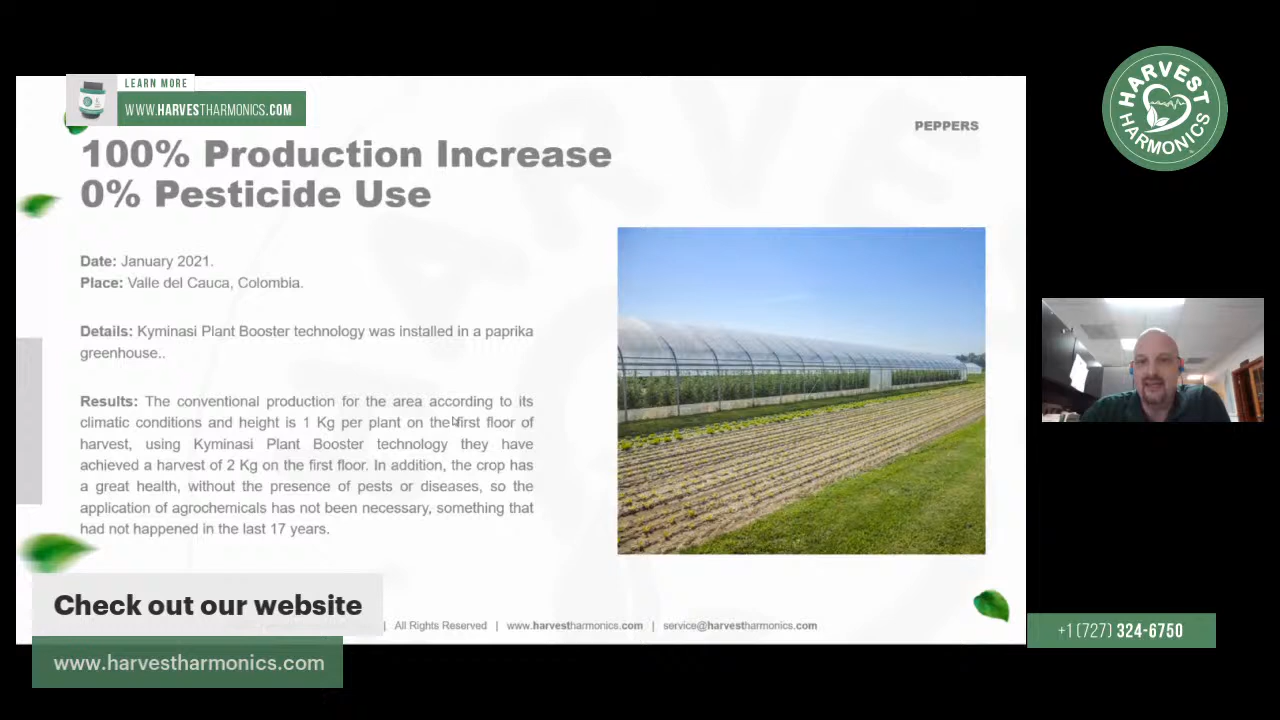 LEARN MORE
WWW.HARVESTHARMONICS.COM
HARVEST
HARMONICS
PEPPERS
100% Production Increase
0% Pesticide Use
Date: January 2021.
Place: Valle del Cauca, Colombia.
Details: Kyminasi Plant Booster technology was installed in a paprika
greenhouse..
Results: The conventional production for the area according to its
climatic conditions and height is 1 Kg per plant on the first floor of
harvest, using Kyminasi Plant Booster technology they have
achieved a harvest of 2 Kg on the first floor. In addition, the crop has
a great health, without the presence of pests or diseases, so the
application of agrochemicals has not been necessary, something that
had not happened in the last 17 years.
Check out our website
| All Rights Reserved | www.harvestharmonics.com | service@harvestharmonics.com
+1 (727) 324-6750
www.harvestharmonics.com